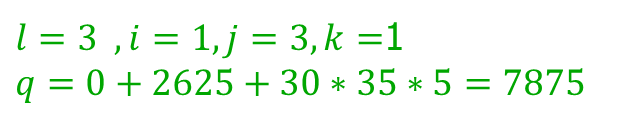 l = 3 ,i = 1,j = 3,k =1
q = 0 + 2625 + 30 ∗ 35 ∗ 5 = 7875